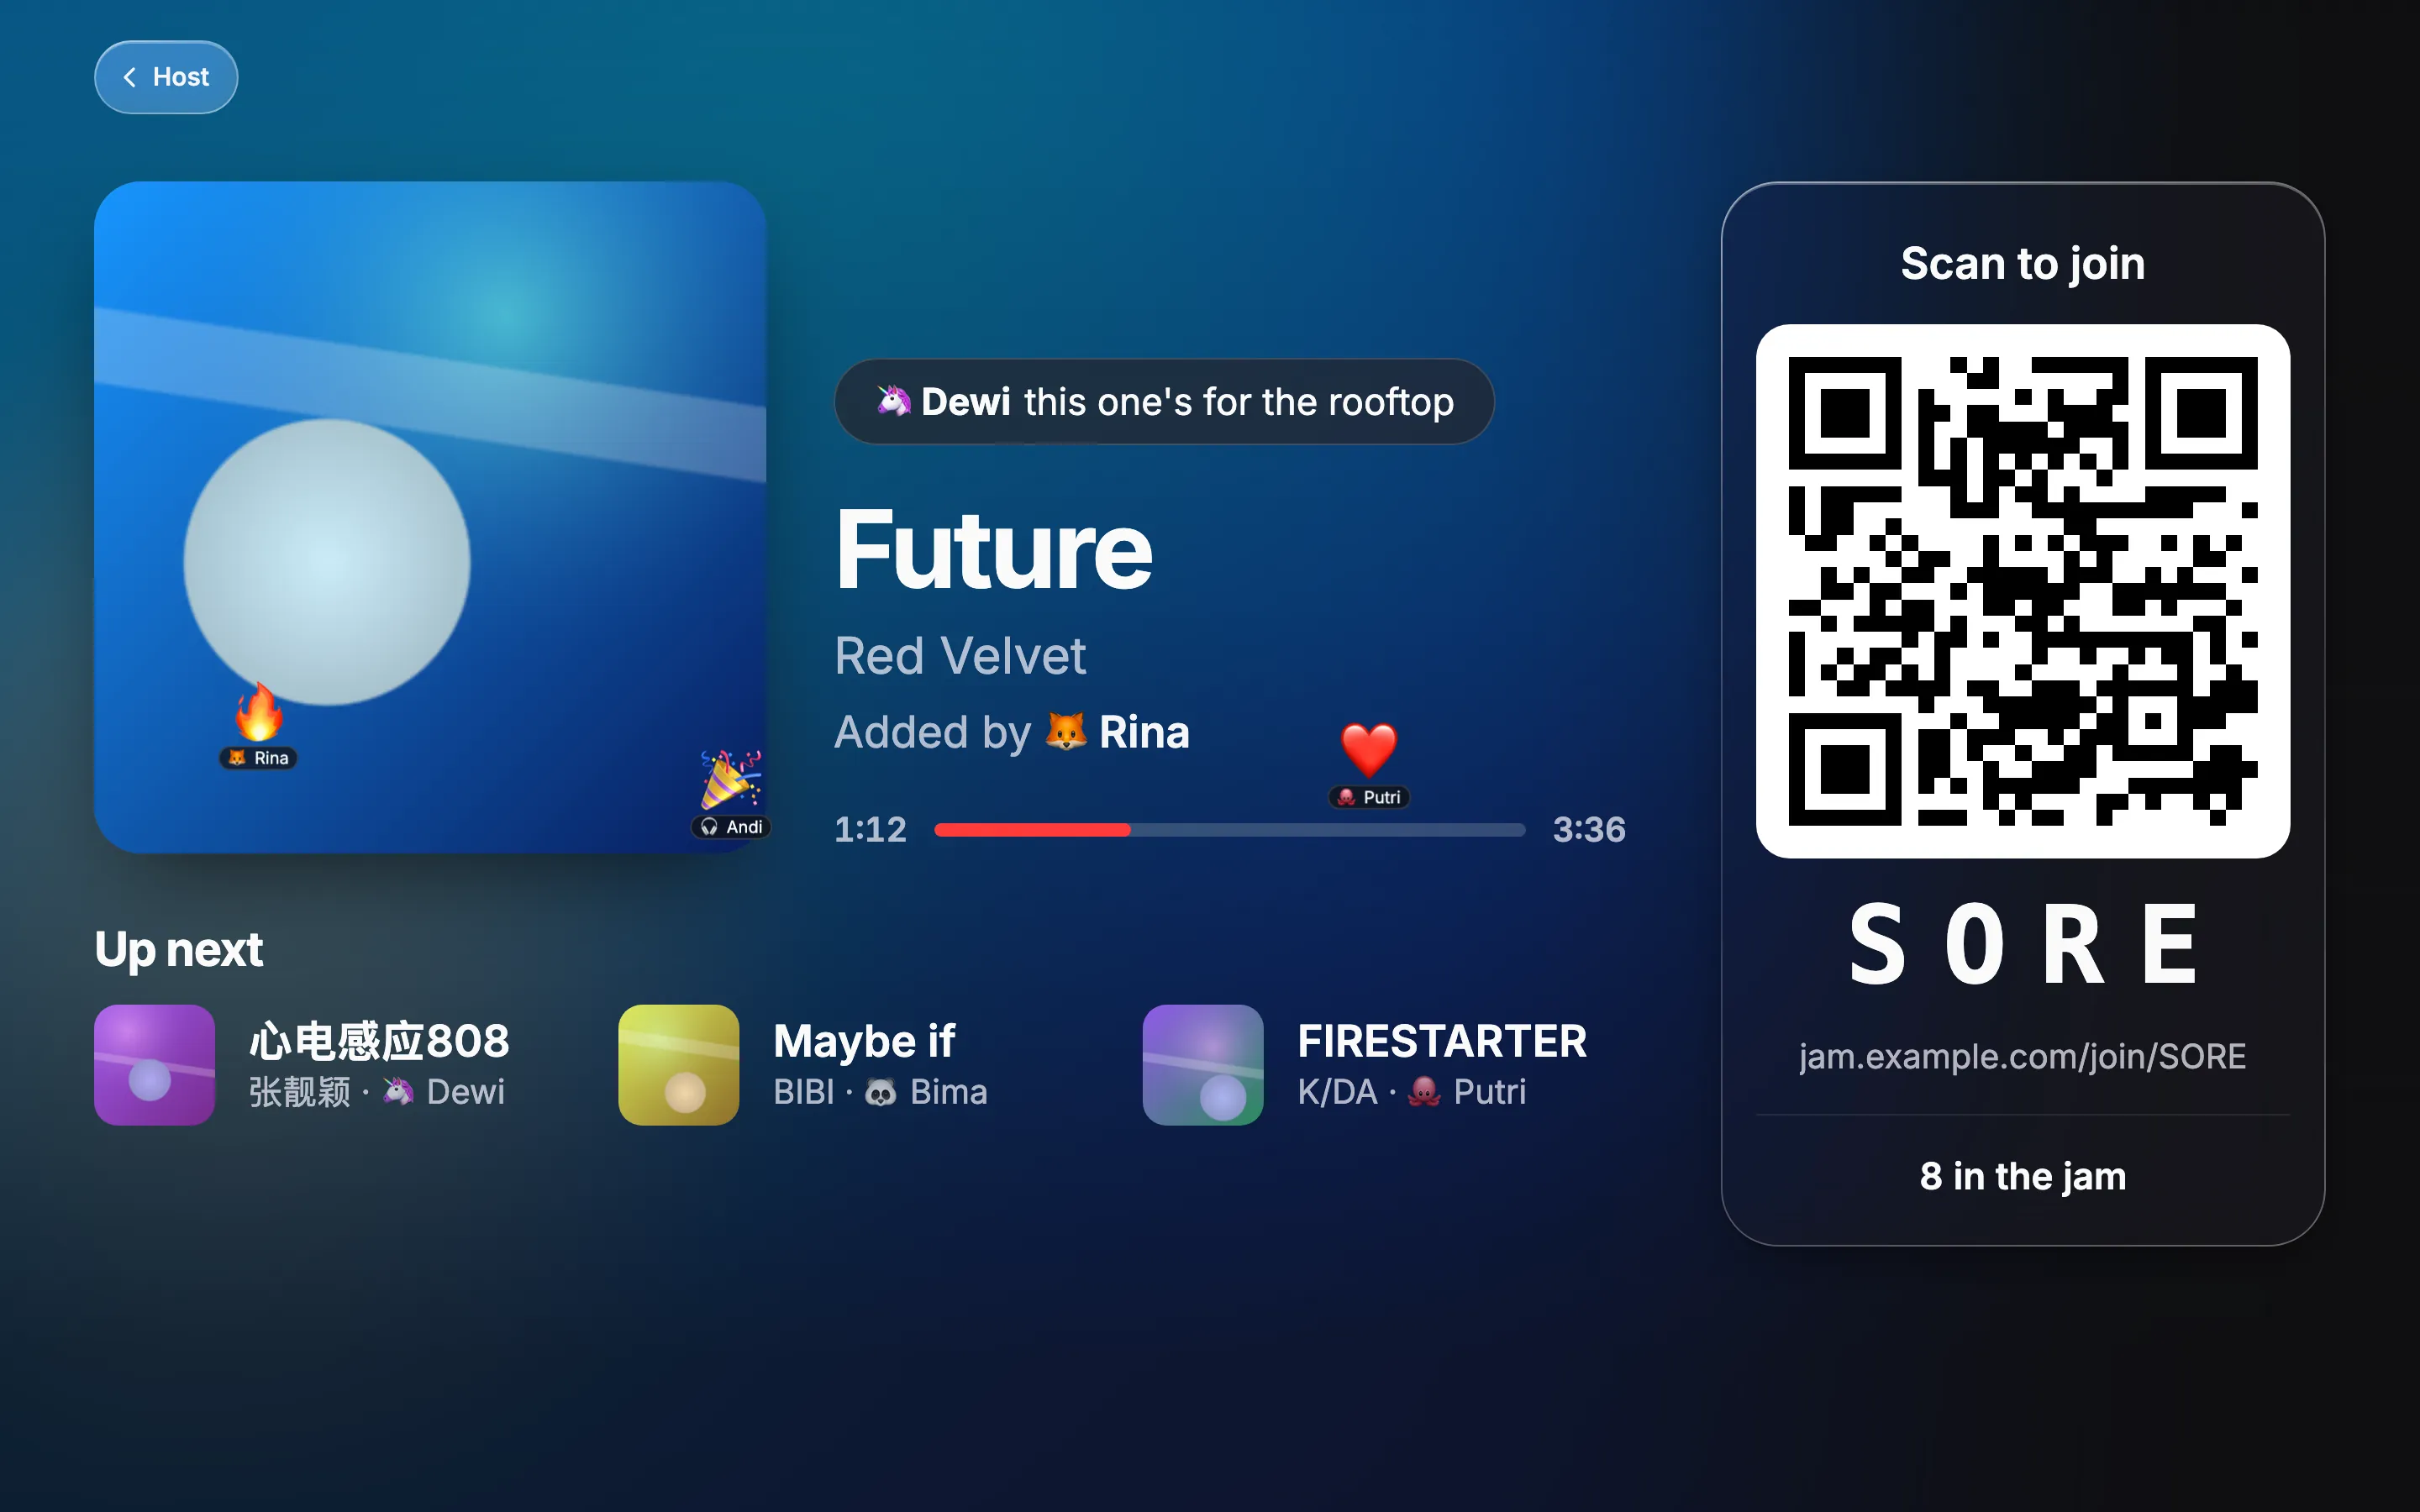 Host
🦄 Dewi this one's for the rooftop
Future
Red Velvet
Added by 🦊 Rina
🦊 Rina
🎧 Andi
🐙 Putri
1:12
3:36
Up next
心电感应808
张靓颖 · 🦄 Dewi
Maybe if
BIBI · 🐼 Bima
FIRESTARTER
K/DA · 🐙 Putri
Scan to join
SORE
jam.example.com/join/SORE
8 in the jam